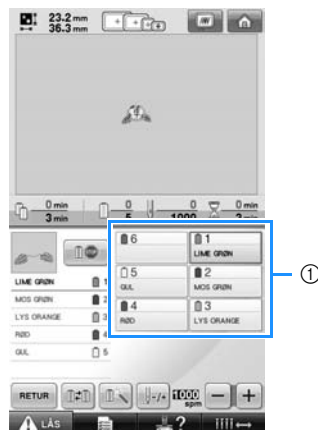 23.2 mm
36.3 mm
0 min
3 min
0
5
0
1000
0 min
3 min
6
1
LIME GRØN
5
GUL
2
MOS GRØN
4
RØD
3
LYS ORANGE
①
LIME GRØN 1
MOS GRØN 2
LYS ORANGE 3
RØD 4
GUL 5
RETUR
-/+
1000
spm
− +
LÅS
?